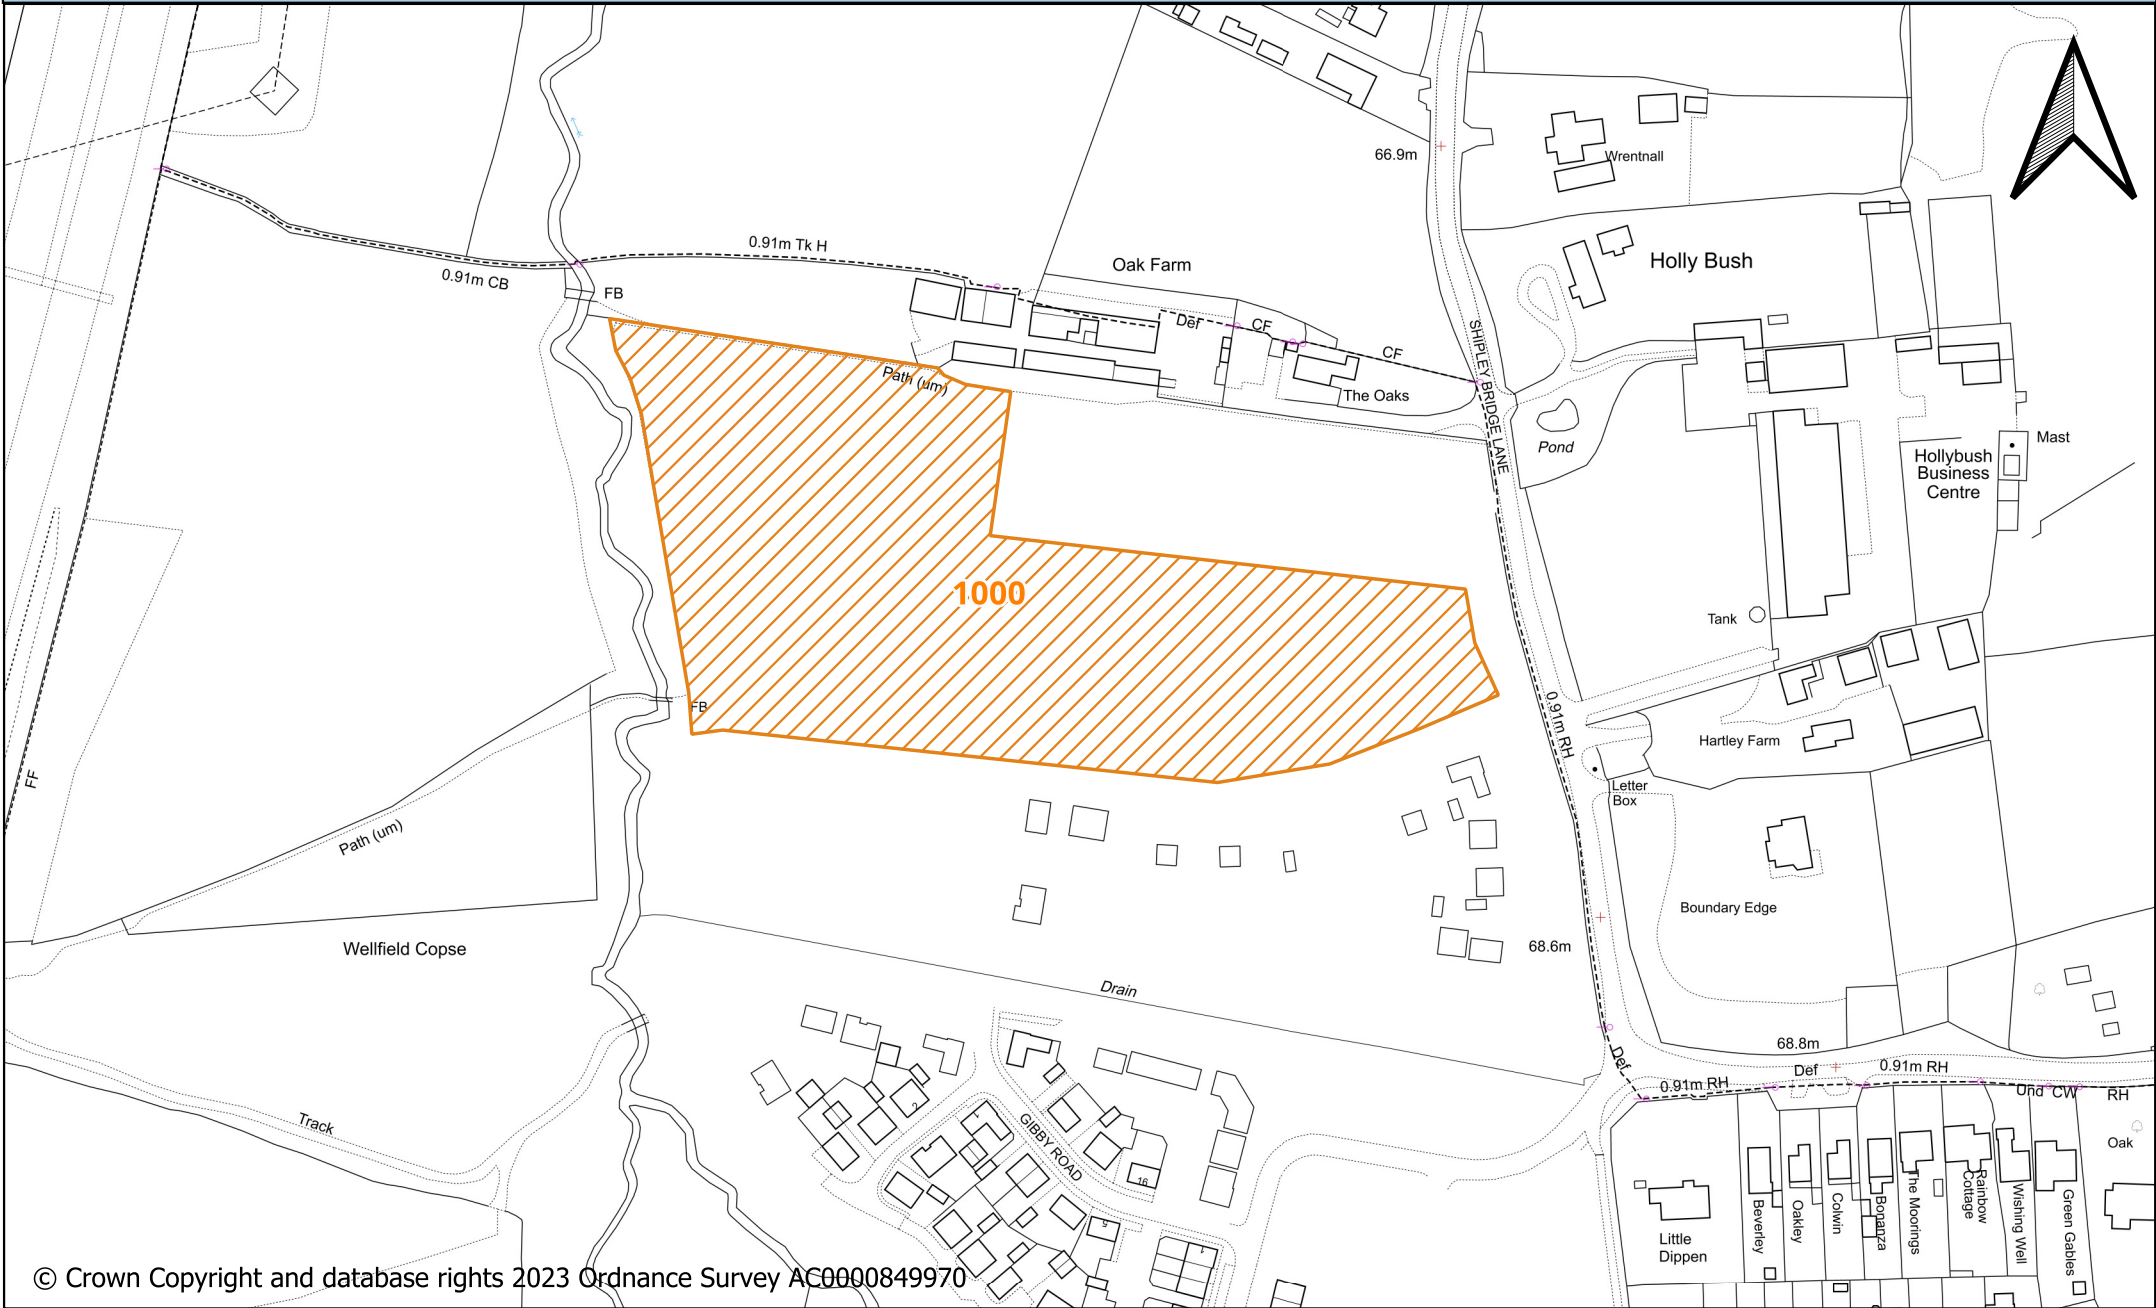 66.9m
Wrentnall
0.91m Tk H
Oak Farm
Holly Bush
0.91m CB
FB
Def
CF
CF
SHIPLEY BRIDGE LANE
Path (um)
The Oaks
Pond
Mast
Hollybush
Business
Centre
1000
Tank
FB
0.91m RH
Hartley Farm
FF
Letter
Box
Path (um)
Boundary Edge
Wellfield Copse
68.6m
Drain
68.8m
Def
Def
0.91m RH
0.91m RH
Und
CW
RH
Track
GIBBY ROAD
2
1
16
5
1
Oak
Little
Dippen
Beverley
Oakley
Colwin
Bonanza
The Moorings
Rainbow
Cottage
Wishing Well
Green Gables
© Crown Copyright and database rights 2023 Ordnance Survey AC0000849970